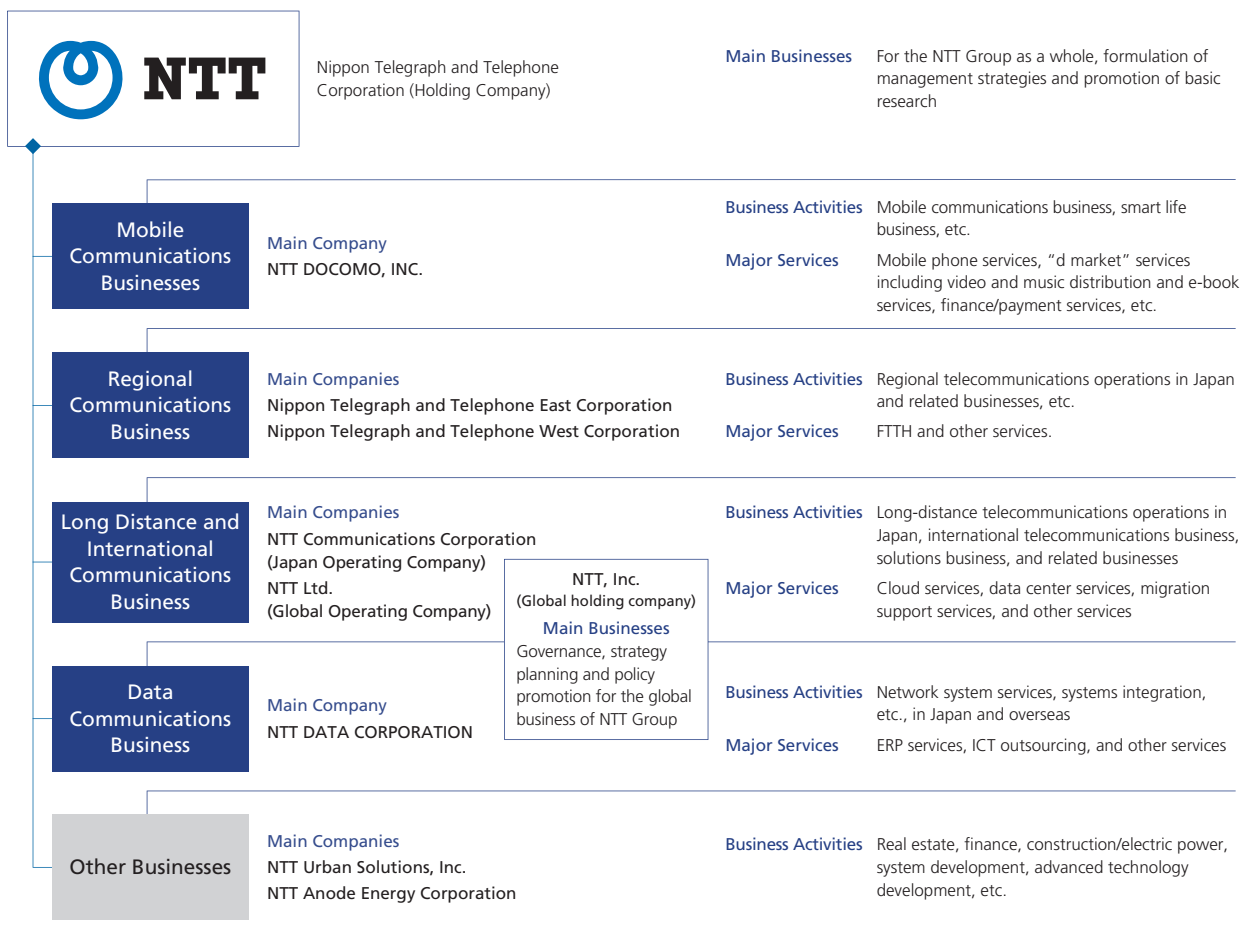 NTT
Nippon Telegraph and Telephone
Corporation (Holding Company)
Main Businesses
For the NTT Group as a whole, formulation of
management strategies and promotion of basic
research
Mobile
Communications
Businesses
Main Company
NTT DOCOMO, INC.
Business Activities
Mobile communications business, smart life
business, etc.
Major Services
Mobile phone services, “d market” services
including video and music distribution and e-book
services, finance/payment services, etc.
Regional
Communications
Business
Main Companies
Nippon Telegraph and Telephone East Corporation
Nippon Telegraph and Telephone West Corporation
Business Activities
Regional telecommunications operations in Japan
and related businesses, etc.
Major Services
FTTH and other services.
Long Distance and
International
Communications
Business
Main Companies
NTT Communications Corporation
(Japan Operating Company)
NTT Ltd.
(Global Operating Company)
NTT, Inc.
(Global holding company)
Main Businesses
Governance, strategy
planning and policy
promotion for the global
business of NTT Group
Business Activities
Long-distance telecommunications operations in
Japan, international telecommunications business,
solutions business, and related businesses
Major Services
Cloud services, data center services, migration
support services, and other services
Data
Communications
Business
Main Company
NTT DATA CORPORATION
Business Activities
Network system services, systems integration,
etc., in Japan and overseas
Major Services
ERP services, ICT outsourcing, and other services
Other Businesses
Main Companies
NTT Urban Solutions, Inc.
NTT Anode Energy Corporation
Business Activities
Real estate, finance, construction/electric power,
system development, advanced technology
development, etc.